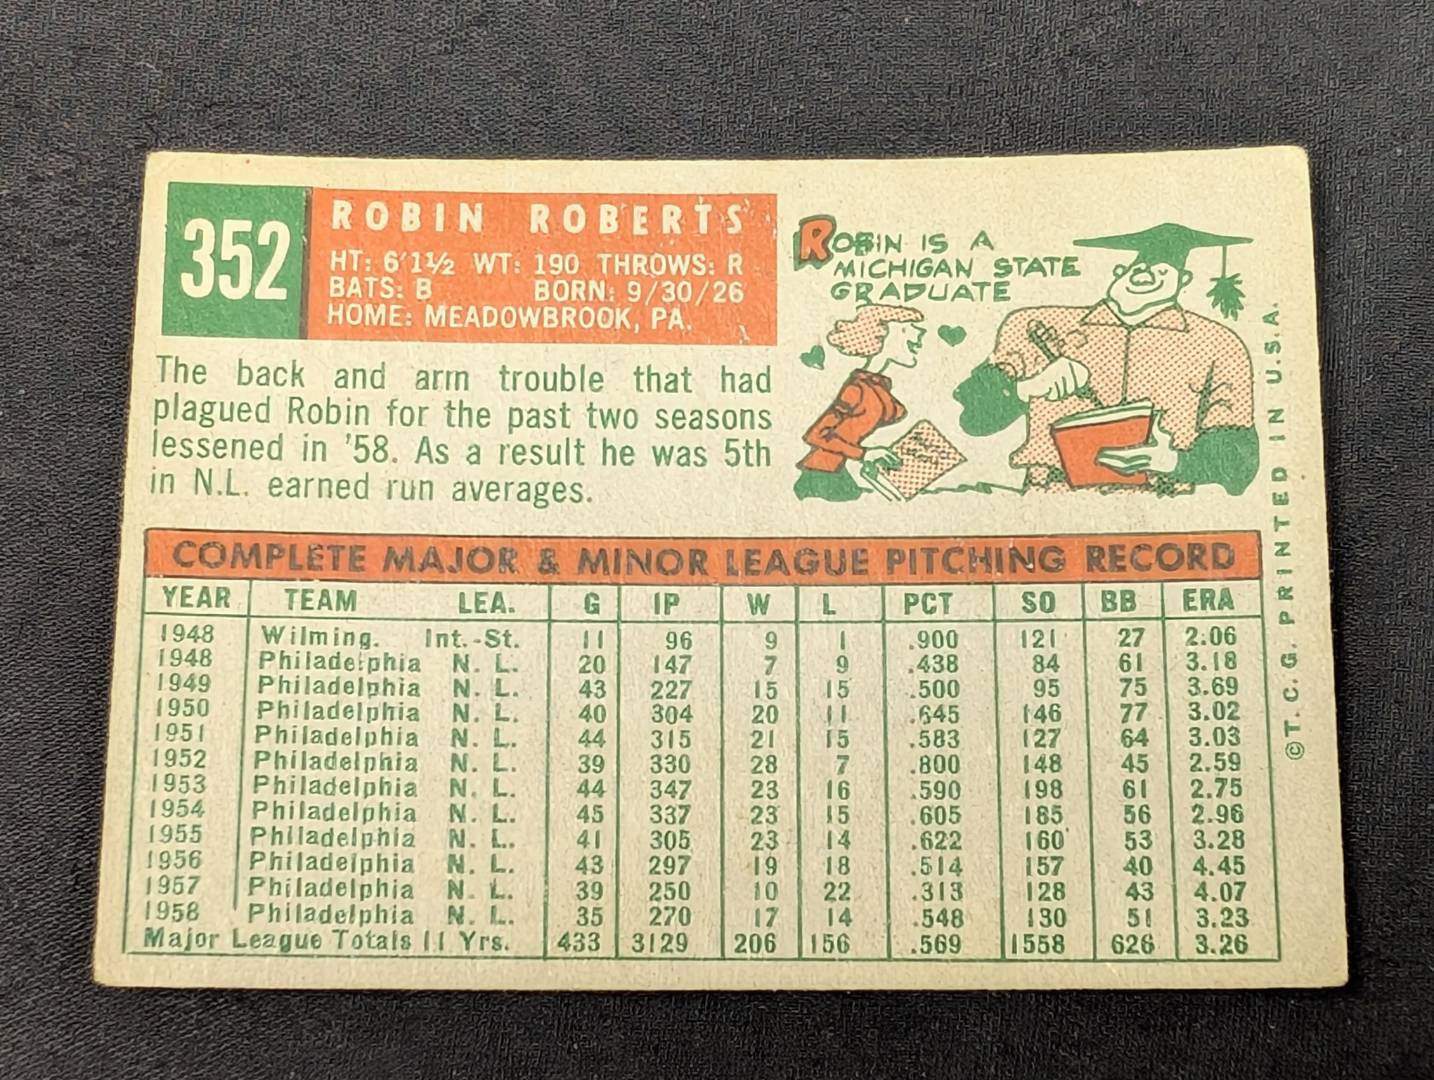 352
ROBIN ROBERTS
HT: 6'1½ WT: 190 THROWS: R
BATS: B BORN: 9/30/26
HOME: MEADOWBROOK, PA.
ROBIN IS A
MICHIGAN STATE
GRADUATE
The back and arm trouble that had
plagued Robin for the past two seasons
lessened in '58. As a result he was 5th
in N.L. earned run averages.
COMPLETE MAJOR & MINOR LEAGUE PITCHING RECORD
YEAR TEAM LEA. G IP W L PCT SO BB ERA
1948 Wilming. Int.-St. 11 96 9 1 .900 121 27 2.06
1948 Philadelphia N. L. 20 147 7 9 .438 84 61 3.18
1949 Philadelphia N. L. 43 227 15 15 .500 95 75 3.69
1950 Philadelphia N. L. 40 304 20 11 .645 146 77 3.02
1951 Philadelphia N. L. 44 315 21 15 .583 127 64 3.03
1952 Philadelphia N. L. 39 330 28 7 .800 148 45 2.59
1953 Philadelphia N. L. 44 347 23 16 .590 198 61 2.75
1954 Philadelphia N. L. 45 337 23 15 .605 185 56 2.96
1955 Philadelphia N. L. 41 305 23 14 .622 160 53 3.28
1956 Philadelphia N. L. 43 297 19 18 .514 157 40 4.45
1957 Philadelphia N. L. 39 250 10 22 .313 128 43 4.07
1958 Philadelphia N. L. 35 270 17 14 .548 130 51 3.23
Major League Totals 11 Yrs. 433 3129 206 156 .569 1558 626 3.26
©T.C.G. PRINTED IN U.S.A.